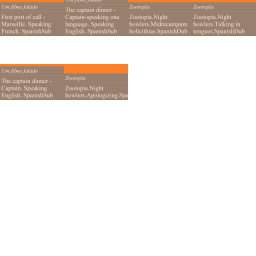 Um filme falado
First port of call -
Marseille. Speaking
French. SpanishSub
The captain dinner -
Captain-speaking one
language. Speaking
English. SpanishSub
Zootopia
Zootopia.Night
howlers.SpanishDub
Zootopia
Zootopia.Night
howlers.Talking in
tongues.SpanishDub
Um filme falado
The captain dinner -
Captain. Speaking
English. SpanishSub
Zootopia
Zootopia.Night
howlers.Apologizing.Spa